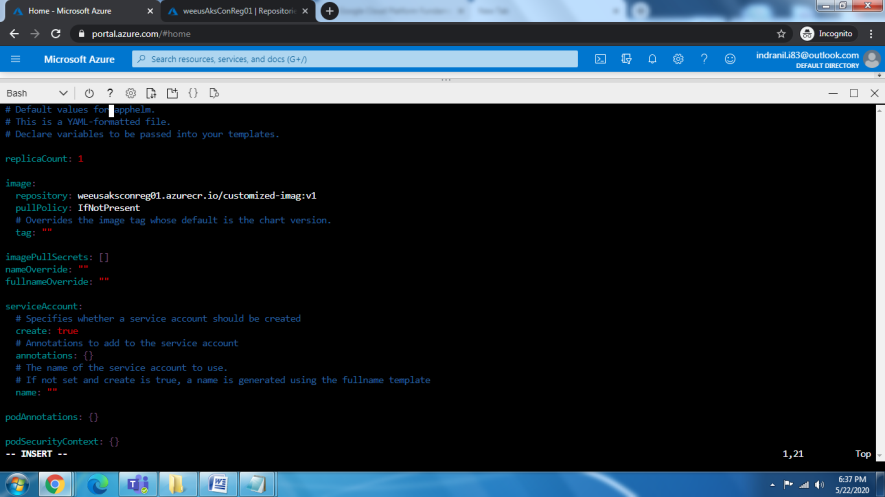 Home - Microsoft Azure
weeusAksConReg01 | Repositorie
portal.azure.com/#home
Incognito
Microsoft Azure
Search resources, services, and docs (G+/)
indranil.i83@outlook.com
DEFAULT DIRECTORY
Bash
# Default values for apphelm.
# This is a YAML-formatted file.
# Declare variables to be passed into your templates.
replicaCount: 1
image:
repository: weeusaksconreg01.azurecr.io/customized-imag:v1
pullPolicy: IfNotPresent
# Overrides the image tag whose default is the chart version.
tag: ""
imagePullSecrets: []
nameOverride: ""
fullnameOverride: ""
serviceAccount:
# Specifies whether a service account should be created
create: true
# Annotations to add to the service account
annotations: {}
# The name of the service account to use.
# If not set and create is true, a name is generated using the fullname template
name: ""
podAnnotations: {}
podSecurityContext: {}
-- INSERT -- 1,21 Top
6:37 PM
5/22/2020